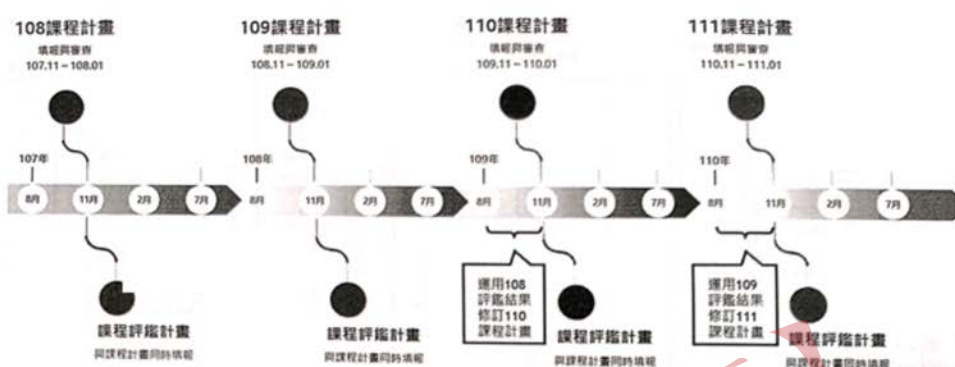 108課程計畫
填報與審查
107.11－108.01
109課程計畫
填報與審查
108.11－109.01
110課程計畫
填報與審查
109.11－110.01
111課程計畫
填報與審查
110.11－111.01
107年
108年
109年
110年
8月
11月
2月
7月
8月
11月
2月
7月
8月
11月
2月
7月
8月
11月
2月
7月
課程評鑑計畫
與課程計畫同時填報
課程評鑑計畫
與課程計畫同時填報
運用108
評鑑結果
修訂110
課程計畫
課程評鑑計畫
與課程計畫同時填報
運用109
評鑑結果
修訂111
課程計畫
課程評鑑計畫
與課程計畫同時填報